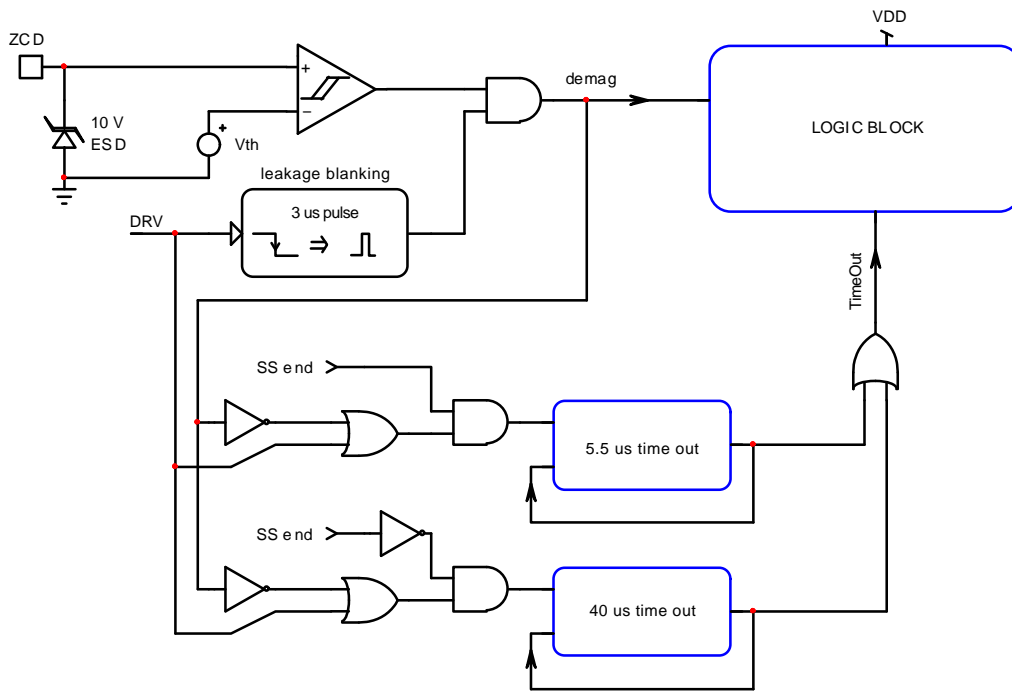 VDD
ZCD
+
demag
10 V
ESD
−
+
Vth
LOGIC BLOCK
leakage blanking
3 us pulse
DRV
TimeOut
SS end
5.5 us time out
SS end
40 us time out